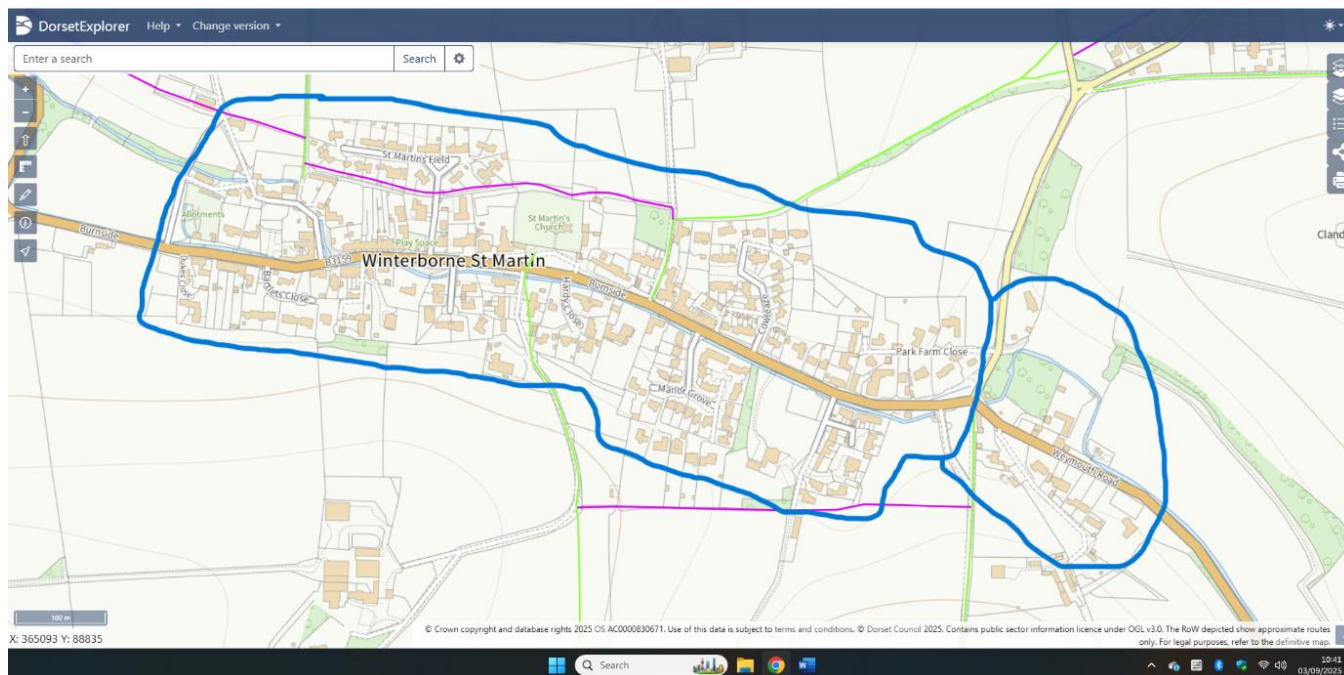 DorsetExplorer Help Change version
Enter a search Search
St Martins Field
Allotments
St Martin's
Church
Play Space
Burnside
B3159
Winterborne St Martin
Cland
Dukes Close
Bartlets Close
Hardy Close
Burnside
Cowleaze
Park Farm Close
Manor Grove
Weymouth Road
100 m
X: 365093 Y: 88835
© Crown copyright and database rights 2025 OS AC0000830671. Use of this data is subject to terms and conditions. © Dorset Council 2025. Contains public sector information licence under OGL v3.0. The RoW depicted show approximate routes
only. For legal purposes, refer to the definitive map.
Search
10:41
03/09/2025